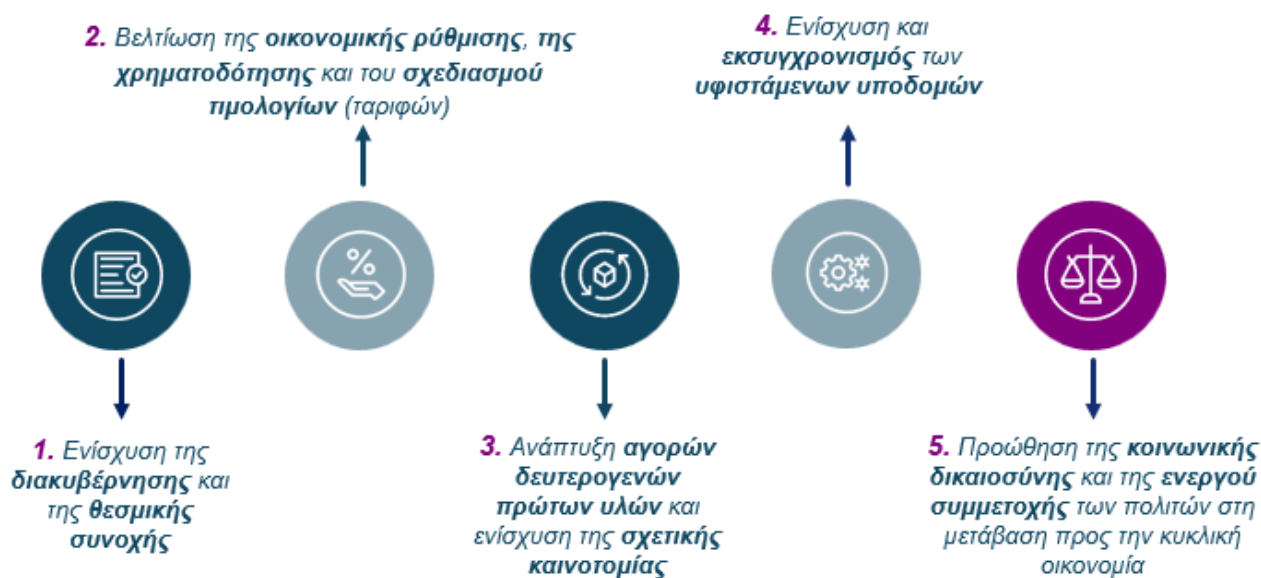 1. Ενίσχυση της
διακυβέρνησης και
της θεσμικής
συνοχής
2. Βελτίωση της οικονομικής ρύθμισης, της
χρηματοδότησης και του σχεδιασμού
τιμολογίων (ταριφών)
3. Ανάπτυξη αγορών
δευτερογενών
πρώτων υλών και
ενίσχυση της σχετικής
καινοτομίας
4. Ενίσχυση και
εκσυγχρονισμός των
υφιστάμενων υποδομών
5. Προώθηση της κοινωνικής
δικαιοσύνης και της ενεργού
συμμετοχής των πολιτών στη
μετάβαση προς την κυκλική
οικονομία
%